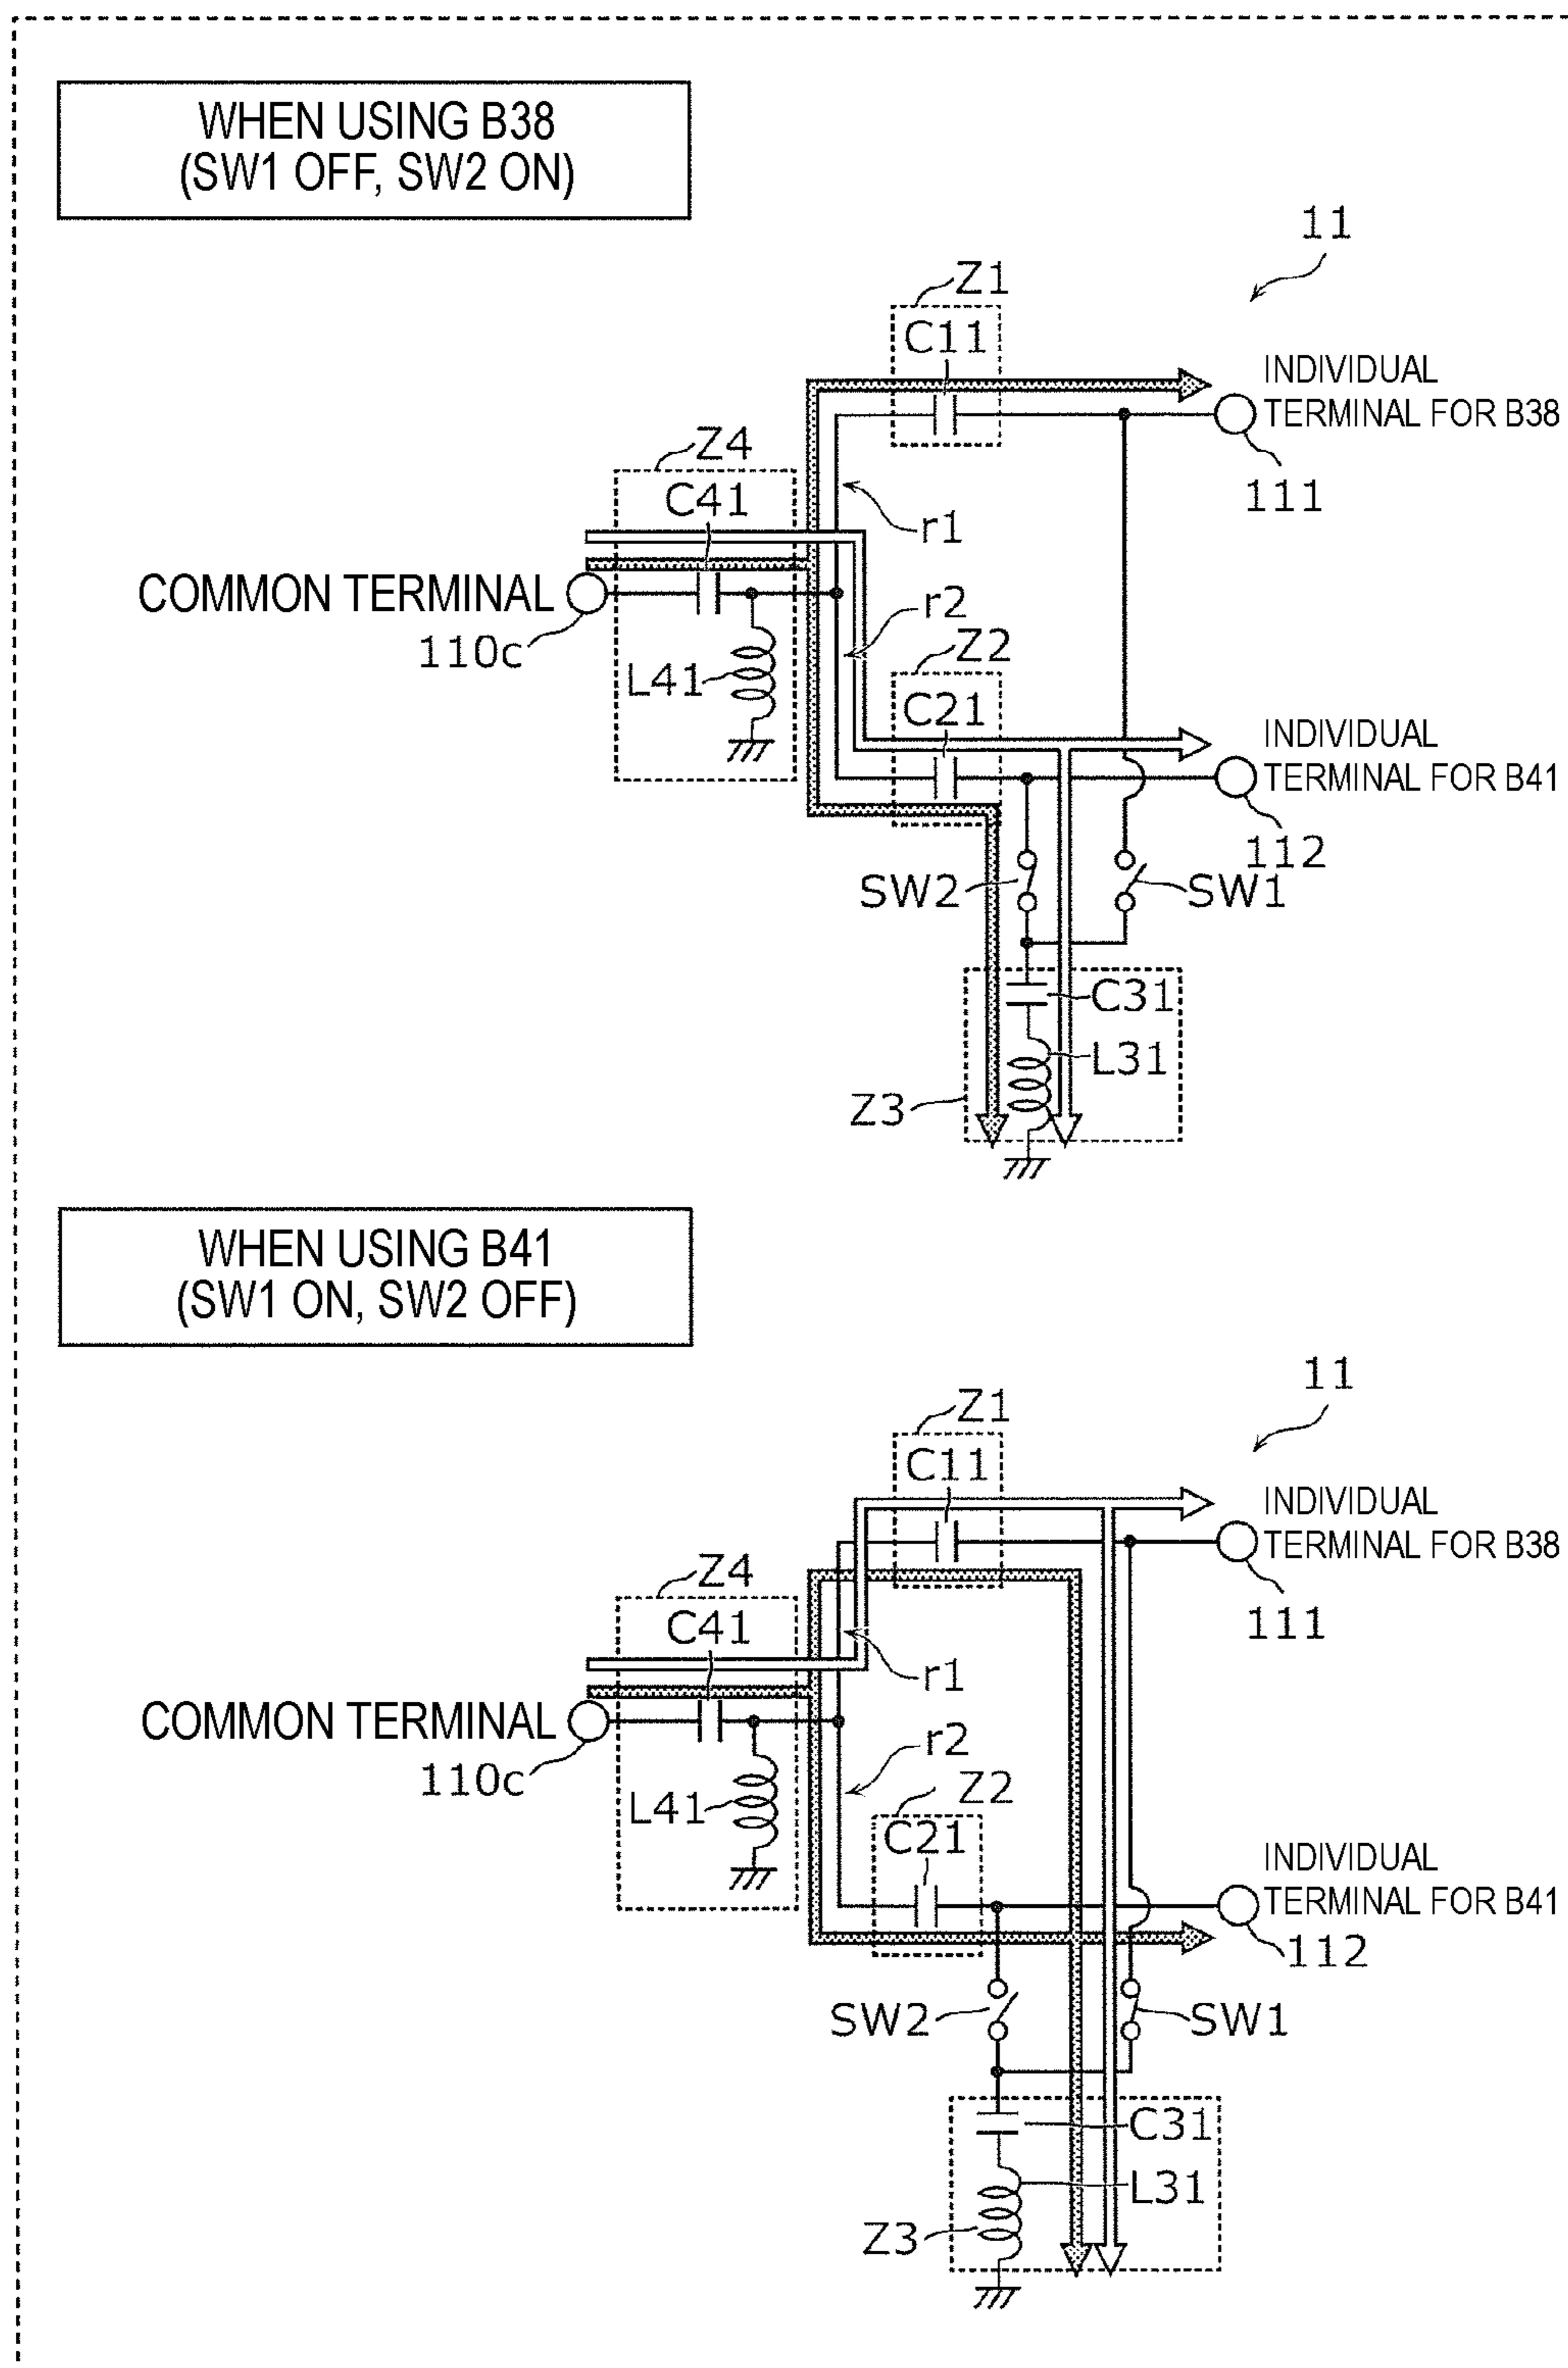 WHEN USING B38
(SW1 OFF, SW2 ON)
11
Z1
C11
INDIVIDUAL
TERMINAL FOR B38
111
Z4
C41
r1
COMMON TERMINAL
110c
r2
L41
Z2
C21
INDIVIDUAL
TERMINAL FOR B41
112
SW2
SW1
C31
L31
Z3
WHEN USING B41
(SW1 ON, SW2 OFF)
11
Z1
C11
INDIVIDUAL
TERMINAL FOR B38
111
Z4
C41
r1
COMMON TERMINAL
110c
r2
L41
Z2
C21
INDIVIDUAL
TERMINAL FOR B41
112
SW2
SW1
C31
L31
Z3